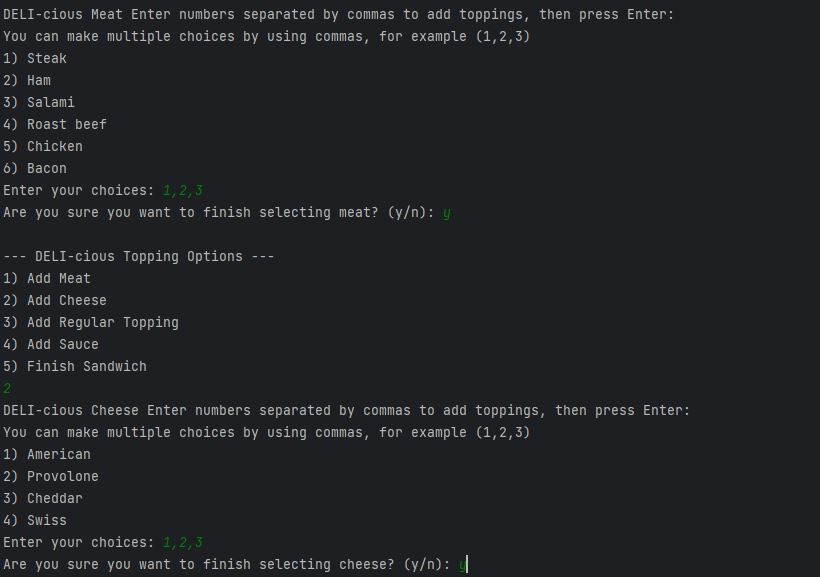 DELI-cious Meat Enter numbers separated by commas to add toppings, then press Enter:
You can make multiple choices by using commas, for example (1,2,3)
1) Steak
2) Ham
3) Salami
4) Roast beef
5) Chicken
6) Bacon
Enter your choices: 1,2,3
Are you sure you want to finish selecting meat? (y/n): y

--- DELI-cious Topping Options ---
1) Add Meat
2) Add Cheese
3) Add Regular Topping
4) Add Sauce
5) Finish Sandwich
2
DELI-cious Cheese Enter numbers separated by commas to add toppings, then press Enter:
You can make multiple choices by using commas, for example (1,2,3)
1) American
2) Provolone
3) Cheddar
4) Swiss
Enter your choices: 1,2,3
Are you sure you want to finish selecting cheese? (y/n): y